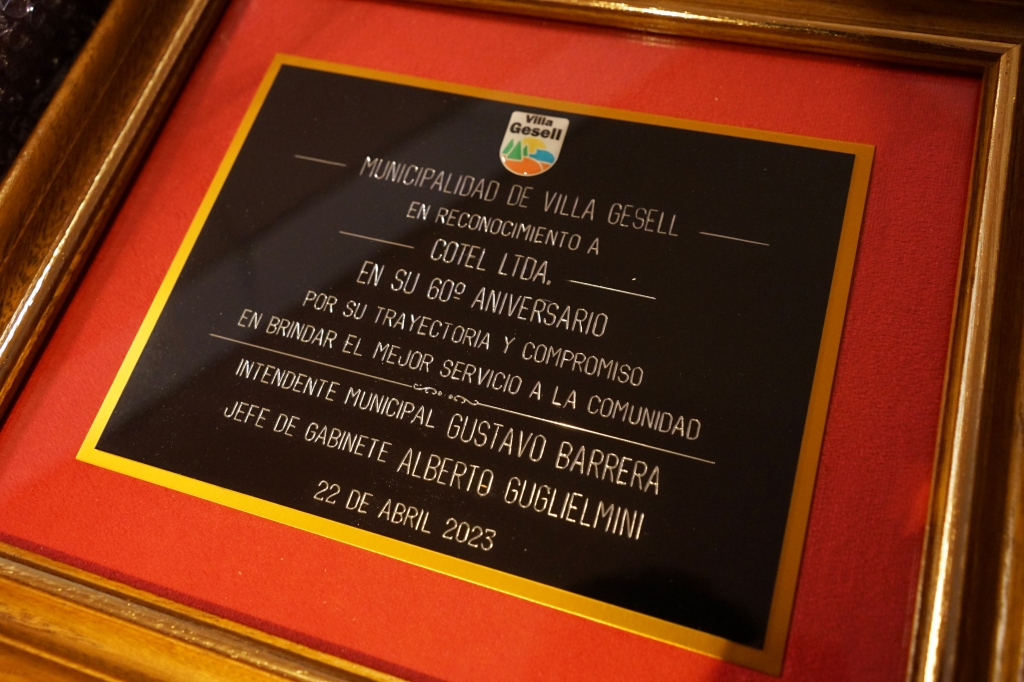 Villa
Gesell
MUNICIPALIDAD DE VILLA GESELL
EN RECONOCIMIENTO A
COTEL LTDA.
EN SU 60º ANIVERSARIO
POR SU TRAYECTORIA Y COMPROMISO
EN BRINDAR EL MEJOR SERVICIO A LA COMUNIDAD
INTENDENTE MUNICIPAL GUSTAVO BARRERA
JEFE DE GABINETE ALBERTO GUGLIELMINI
22 DE ABRIL 2023